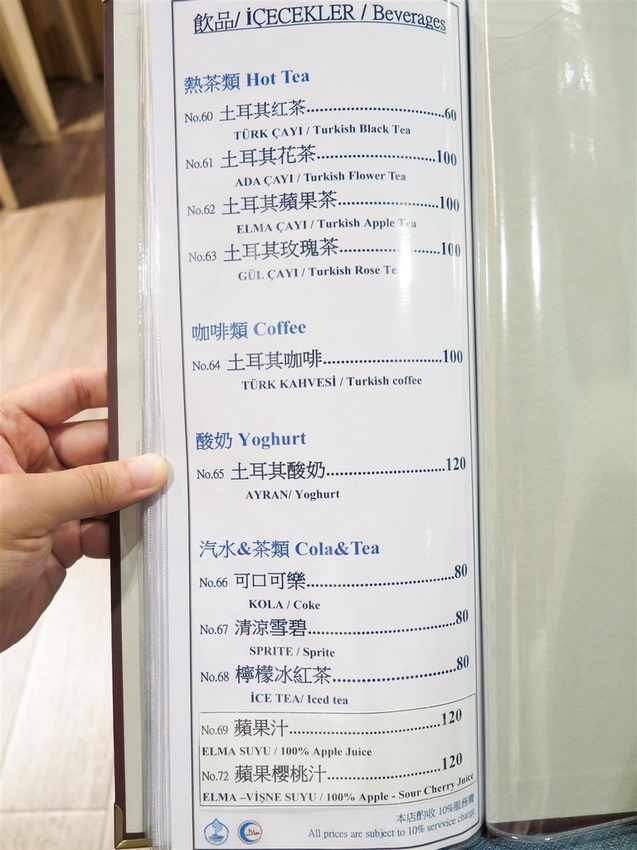 飲品/ İÇECEKLER / Beverages
熱茶類 Hot Tea
No.60 土耳其红茶..............................60
TÜRK ÇAYI / Turkish Black Tea
No.61 土耳其花茶..........................100
ADA ÇAYI / Turkish Flower Tea
No.62 土耳其蘋果茶......................100
ELMA ÇAYI / Turkish Apple Tea
No.63 土耳其玫瑰茶......................100
GÜL ÇAYI / Turkish Rose Te
咖啡類 Coffee
No.64 土耳其咖啡..........................100
TÜRK KAHVESİ / Turkish coffee
酸奶 Yoghurt
No.65 土耳其酸奶..........................120
AYRAN/ Yoghurt
汽水&茶類 Cola&Tea
No.66 可口可樂................................80
KOLA / Coke
No.67 清涼雪碧................................80
SPRITE / Sprite
No.68 檸檬冰紅茶...........................80
İCE TEA/ Iced tea
No.69 蘋果汁.................................120
ELMA SUYU / 100% Apple Juice
No.72 蘋果櫻桃汁.........................120
ELMA –VİŞNE SUYU / 100% Apple - Sour Cherry Juice
本店酌收 10%服務費
All prices are subject to 10% servvice charge